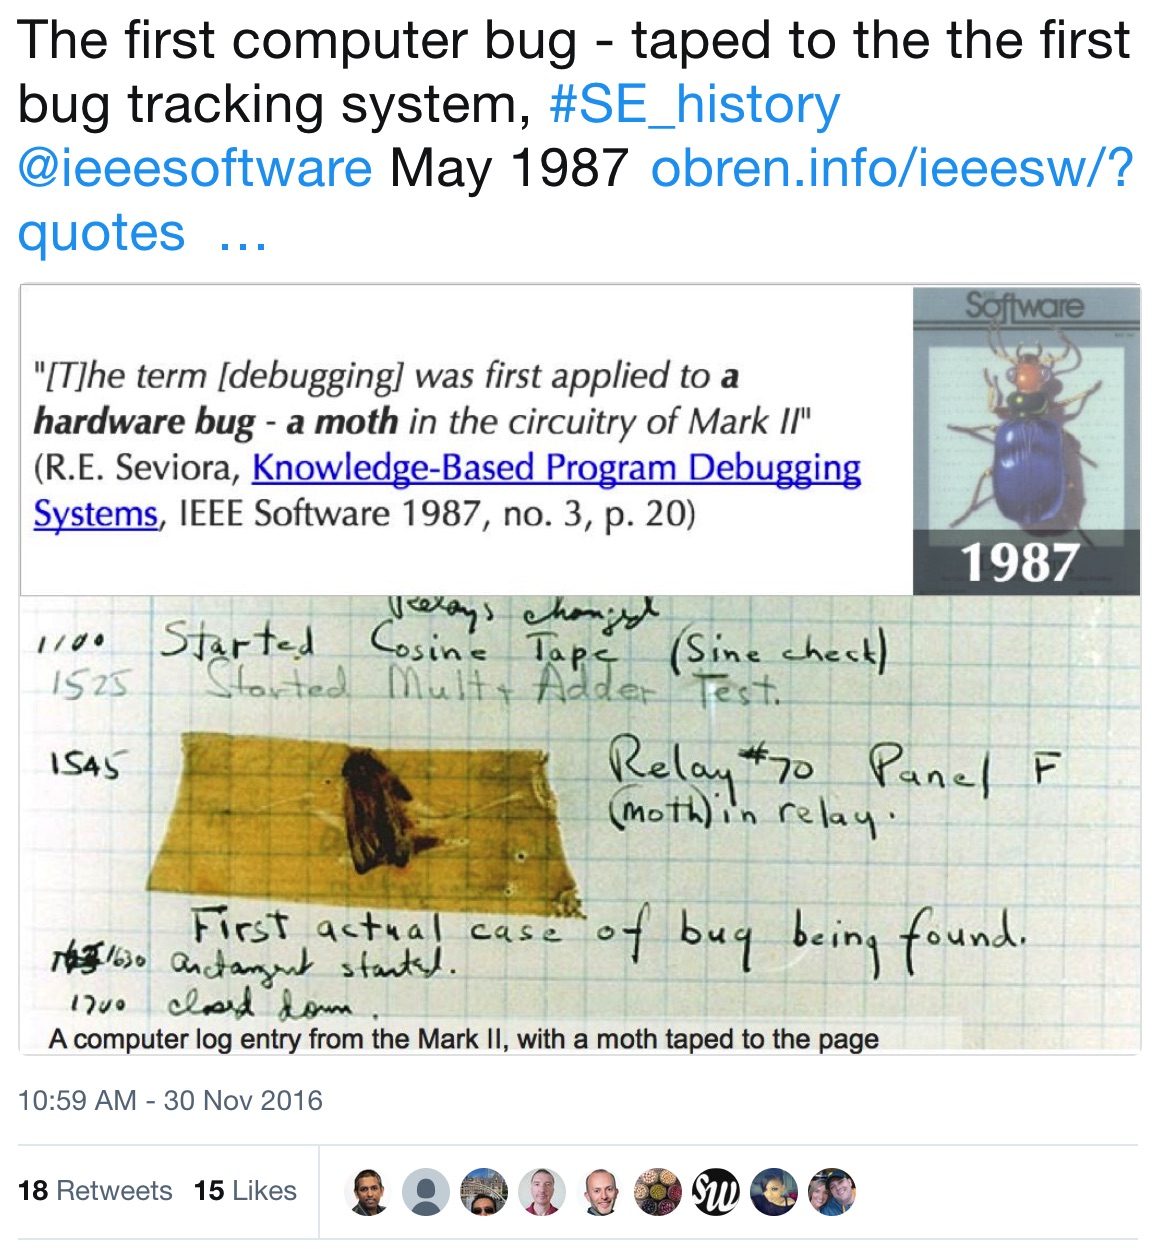 The first computer bug - taped to the the first
bug tracking system, #SE_history
@ieeesoftware May 1987 obren.info/ieeesw/?
quotes …
"[T]he term [debugging] was first applied to a
hardware bug - a moth in the circuitry of Mark II"
(R.E. Seviora, Knowledge-Based Program Debugging
Systems, IEEE Software 1987, no. 3, p. 20)
Software
1987
Relays changed
1100 Started Cosine Tape (Sine check)
1525 Started Mult + Adder Test.
1545 Relay #70 Panel F
(moth) in relay.
First actual case of bug being found.
1630 antangent started.
1700 closed down.
A computer log entry from the Mark II, with a moth taped to the page
10:59 AM - 30 Nov 2016
18 Retweets 15 Likes
SW